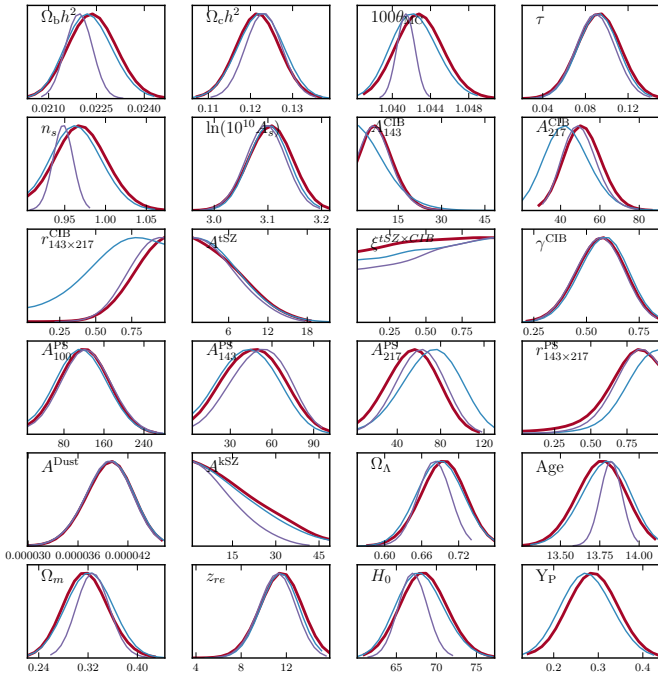 Ω_b h² Ω_c h² 100θ_MC τ
0.0210 0.0225 0.0240 0.11 0.12 0.13 1.040 1.044 1.048 0.04 0.08 0.12
n_s ln(10¹⁰A_s) A^CIB_143 A^CIB_217
0.95 1.00 1.05 3.0 3.1 3.2 15 30 45 40 60 80
r^CIB_143×217 A^tSZ ξ^tSZ×CIB γ^CIB
0.25 0.50 0.75 6 12 18 0.25 0.50 0.75 0.25 0.50 0.75
A^PS_100 A^PS_143 A^PS_217 r^PS_143×217
80 160 240 30 60 90 40 80 120 0.25 0.50 0.75
A^Dust A^kSZ Ω_Λ Age
0.000030 0.000036 0.000042 15 30 45 0.60 0.66 0.72 13.50 13.75 14.00
Ω_m z_re H_0 Y_P
0.24 0.32 0.40 4 8 12 65 70 75 0.2 0.3 0.4